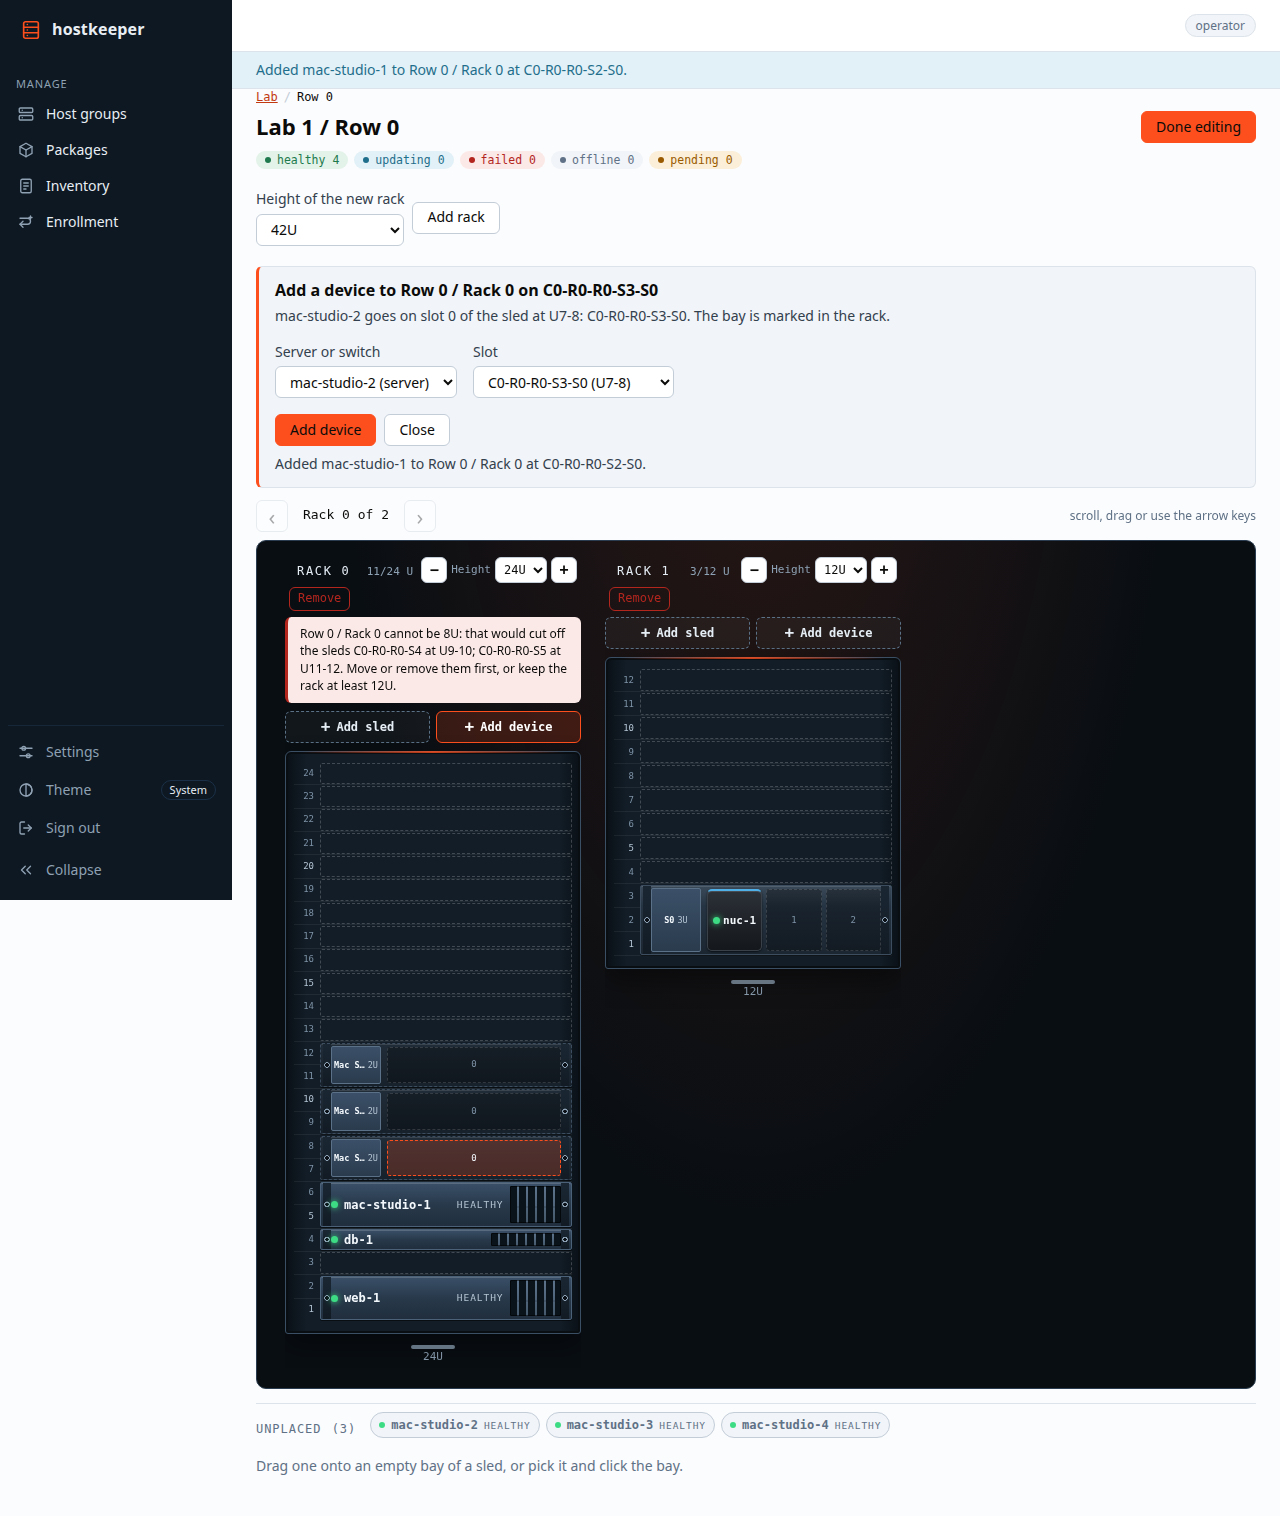 hostkeeper
operator
Added mac-studio-1 to Row 0 / Rack 0 at C0-R0-R0-S2-S0.
MANAGE
Host groups
Packages
Inventory
Enrollment
Settings
Theme System
Sign out
Collapse
Lab / Row 0
Lab 1 / Row 0
Done editing
healthy 4 updating 0 failed 0 offline 0 pending 0
Height of the new rack
42U Add rack
Add a device to Row 0 / Rack 0 on C0-R0-R0-S3-S0
mac-studio-2 goes on slot 0 of the sled at U7-8: C0-R0-R0-S3-S0. The bay is marked in the rack.
Server or switch Slot
mac-studio-2 (server) C0-R0-R0-S3-S0 (U7-8)
Add device Close
Added mac-studio-1 to Row 0 / Rack 0 at C0-R0-R0-S2-S0.
‹ Rack 0 of 2 › scroll, drag or use the arrow keys
RACK 0 11/24 U − Height 24U +
Remove
Row 0 / Rack 0 cannot be 8U: that would cut off
the sleds C0-R0-R0-S4 at U9-10; C0-R0-R0-S5 at
U11-12. Move or remove them first, or keep the
rack at least 12U.
+ Add sled + Add device
24
23
22
21
20
19
18
17
16
15
14
13
12
Mac S… 2U 0
11
10
Mac S… 2U 0
9
8
Mac S… 2U 0
7
6
mac-studio-1 HEALTHY
5
4 db-1
3
2
web-1 HEALTHY
1
24U
RACK 1 3/12 U − Height 12U +
Remove
+ Add sled + Add device
12
11
10
9
8
7
6
5
4
3
2 S0 3U nuc-1 1 2
1
12U
UNPLACED (3) mac-studio-2 HEALTHY mac-studio-3 HEALTHY mac-studio-4 HEALTHY
Drag one onto an empty bay of a sled, or pick it and click the bay.